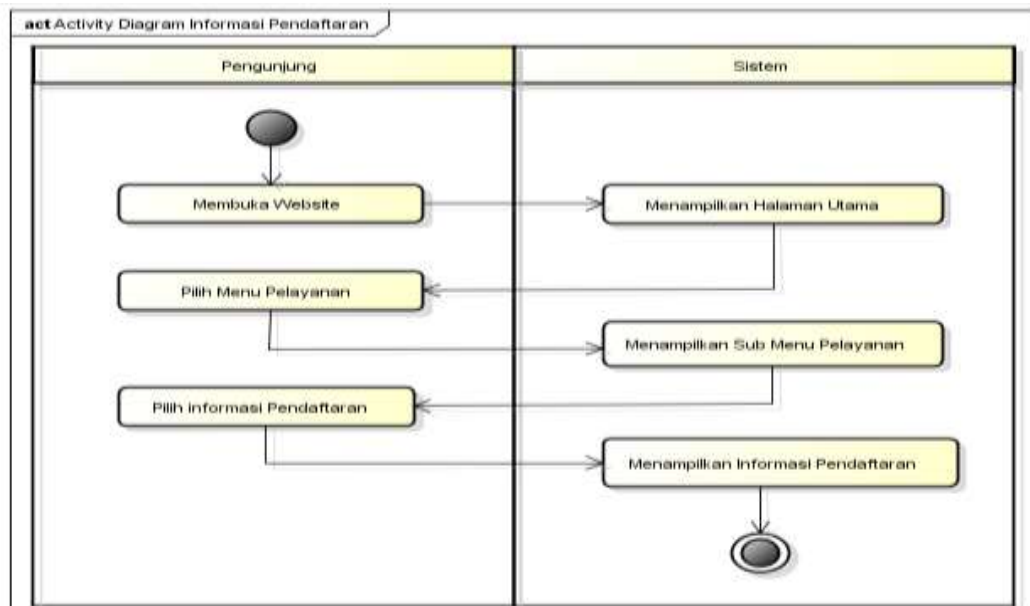 act Activity Diagram Informasi Pendaftaran
Pengunjung
Sistem
Membuka Website
Menampilkan Halaman Utama
Pilih Menu Pelayanan
Menampilkan Sub Menu Pelayanan
Pilih informasi Pendaftaran
Menampilkan Informasi Pendaftaran